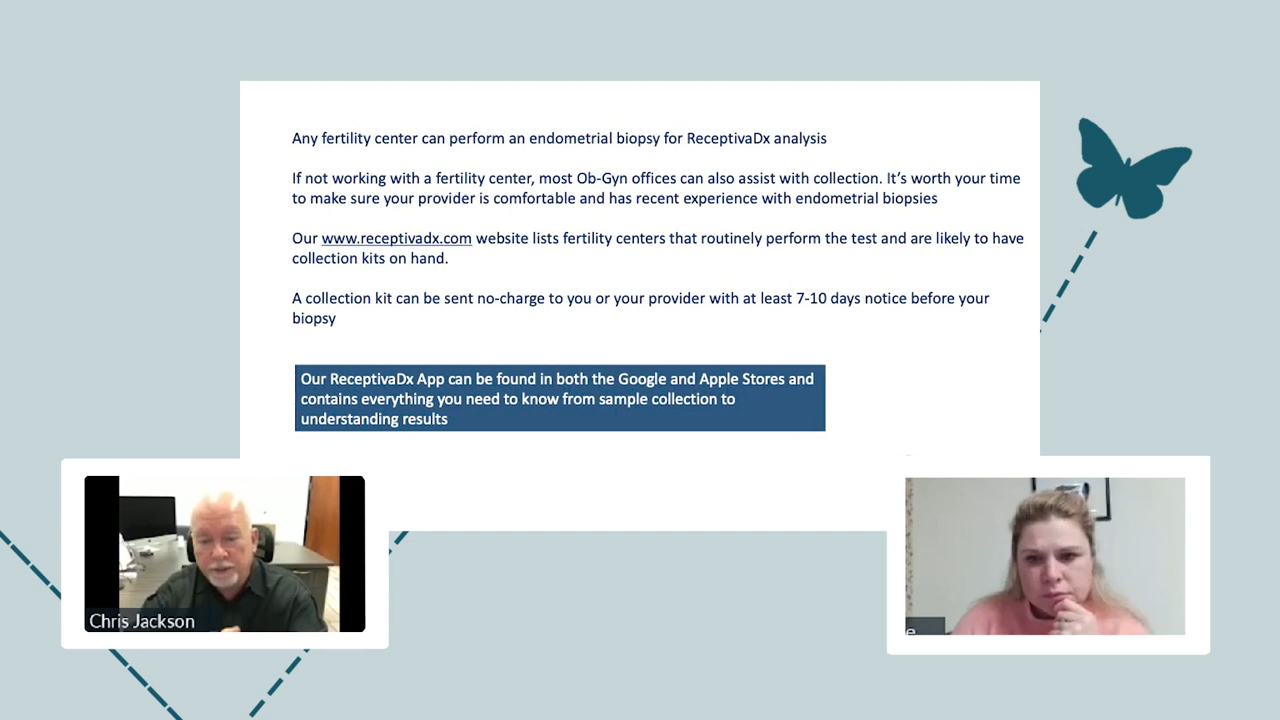 Any fertility center can perform an endometrial biopsy for ReceptivaDx analysis
If not working with a fertility center, most Ob-Gyn offices can also assist with collection. It’s worth your time
to make sure your provider is comfortable and has recent experience with endometrial biopsies
Our www.receptivadx.com website lists fertility centers that routinely perform the test and are likely to have
collection kits on hand.
A collection kit can be sent no-charge to you or your provider with at least 7-10 days notice before your
biopsy
Our ReceptivaDx App can be found in both the Google and Apple Stores and
contains everything you need to know from sample collection to
understanding results
Chris Jackson
e